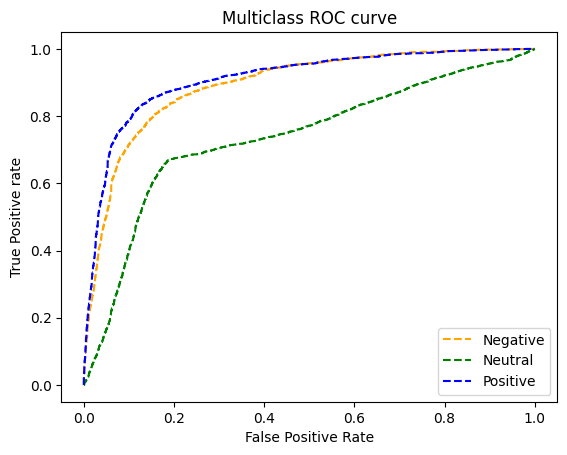 Multiclass ROC curve
True Positive rate
1.0
0.8
0.6
0.4
0.2
0.0
0.0
0.2
0.4
0.6
0.8
1.0
False Positive Rate
Negative
Neutral
Positive